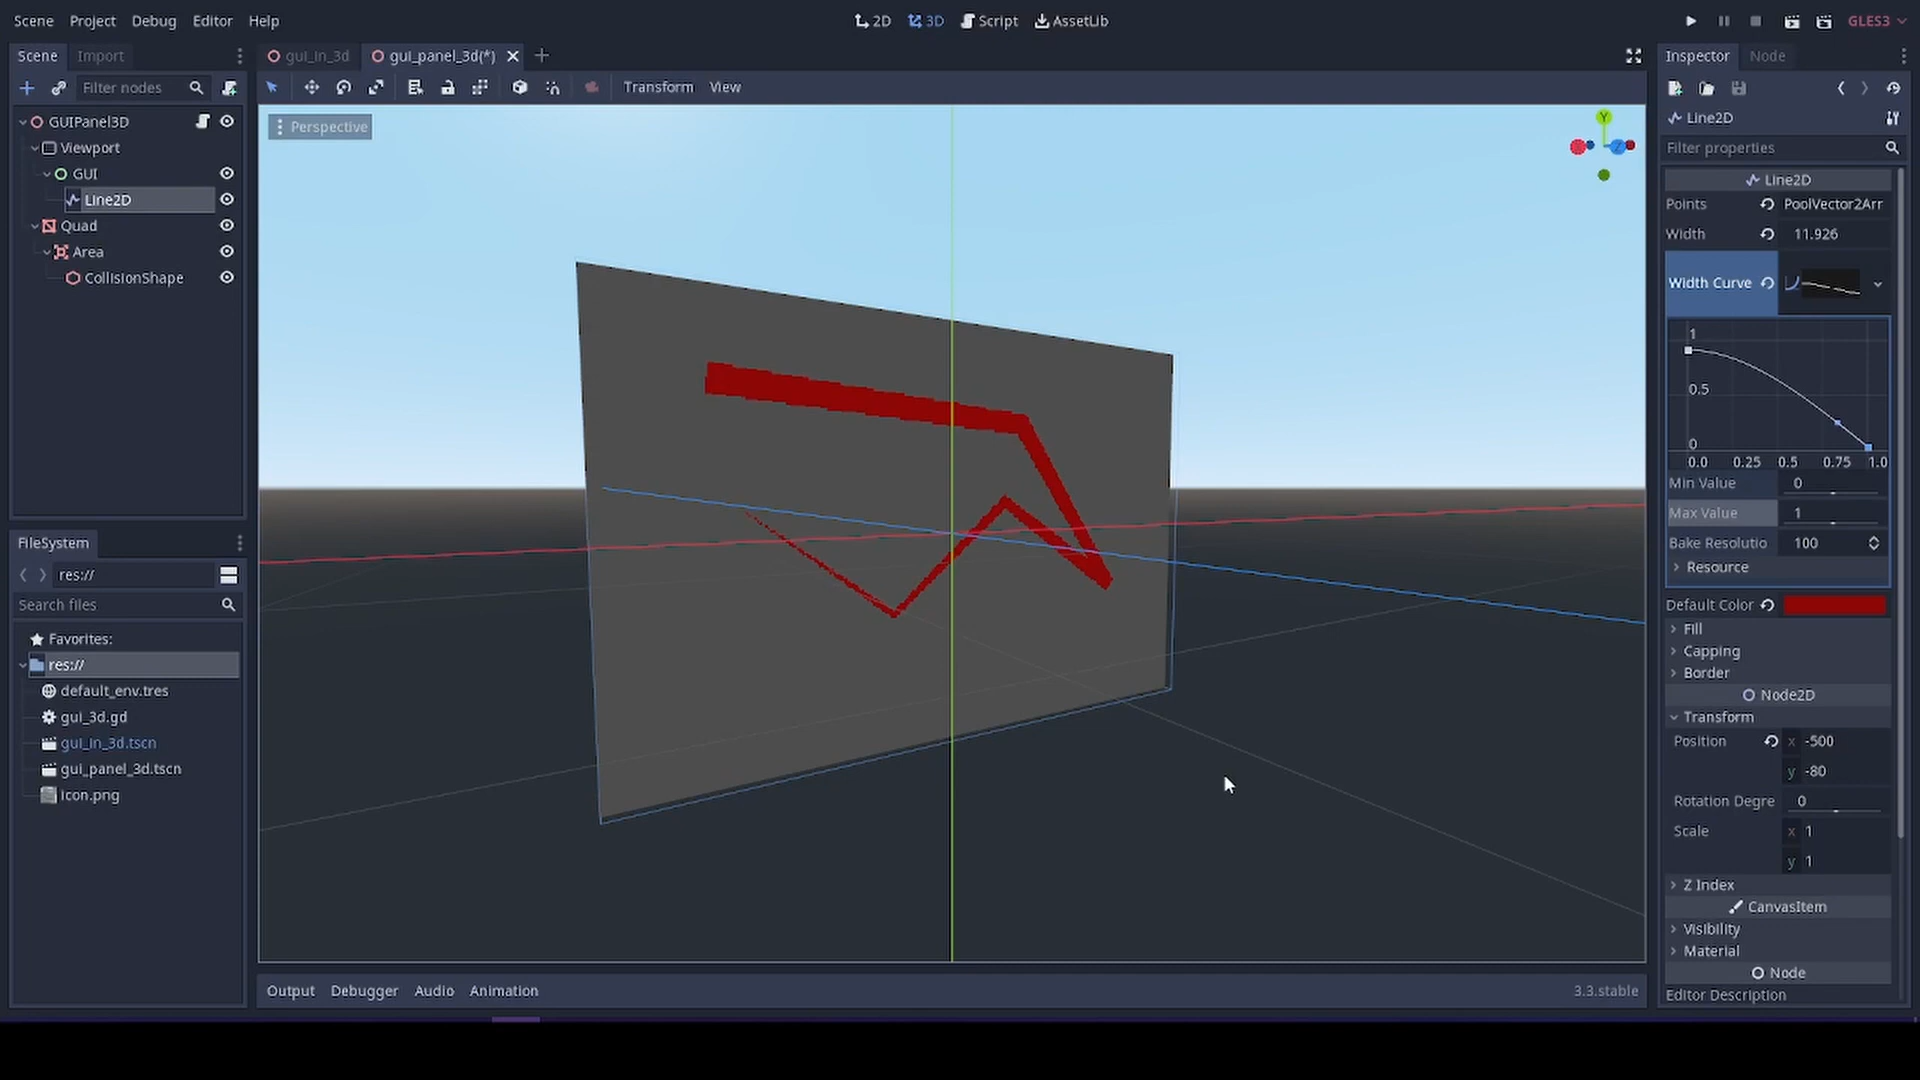 Scene Project Debug Editor Help
2D 3D Script AssetLib
GLES3
Scene Import
Filter nodes
GUIPanel3D
Viewport
GUI
Line2D
Quad
Area
CollisionShape
FileSystem
res://
Search files
Favorites:
res://
default_env.tres
gui_3d.gd
gui_in_3d.tscn
gui_panel_3d.tscn
icon.png
gui_in_3d gui_panel_3d(*)
Transform View
Perspective
Y
Z
Output Debugger Audio Animation
3.3.stable
Inspector Node
Line2D
Filter properties
Line2D
Points PoolVector2Arr
Width 11.926
Width Curve
1
0.5
0
0.0 0.25 0.5 0.75 1.0
Min Value 0
Max Value 1
Bake Resolutio 100
Resource
Default Color
Fill
Capping
Border
Node2D
Transform
Position x -500
y -80
Rotation Degre 0
Scale x 1
y 1
Z Index
CanvasItem
Visibility
Material
Node
Editor Description